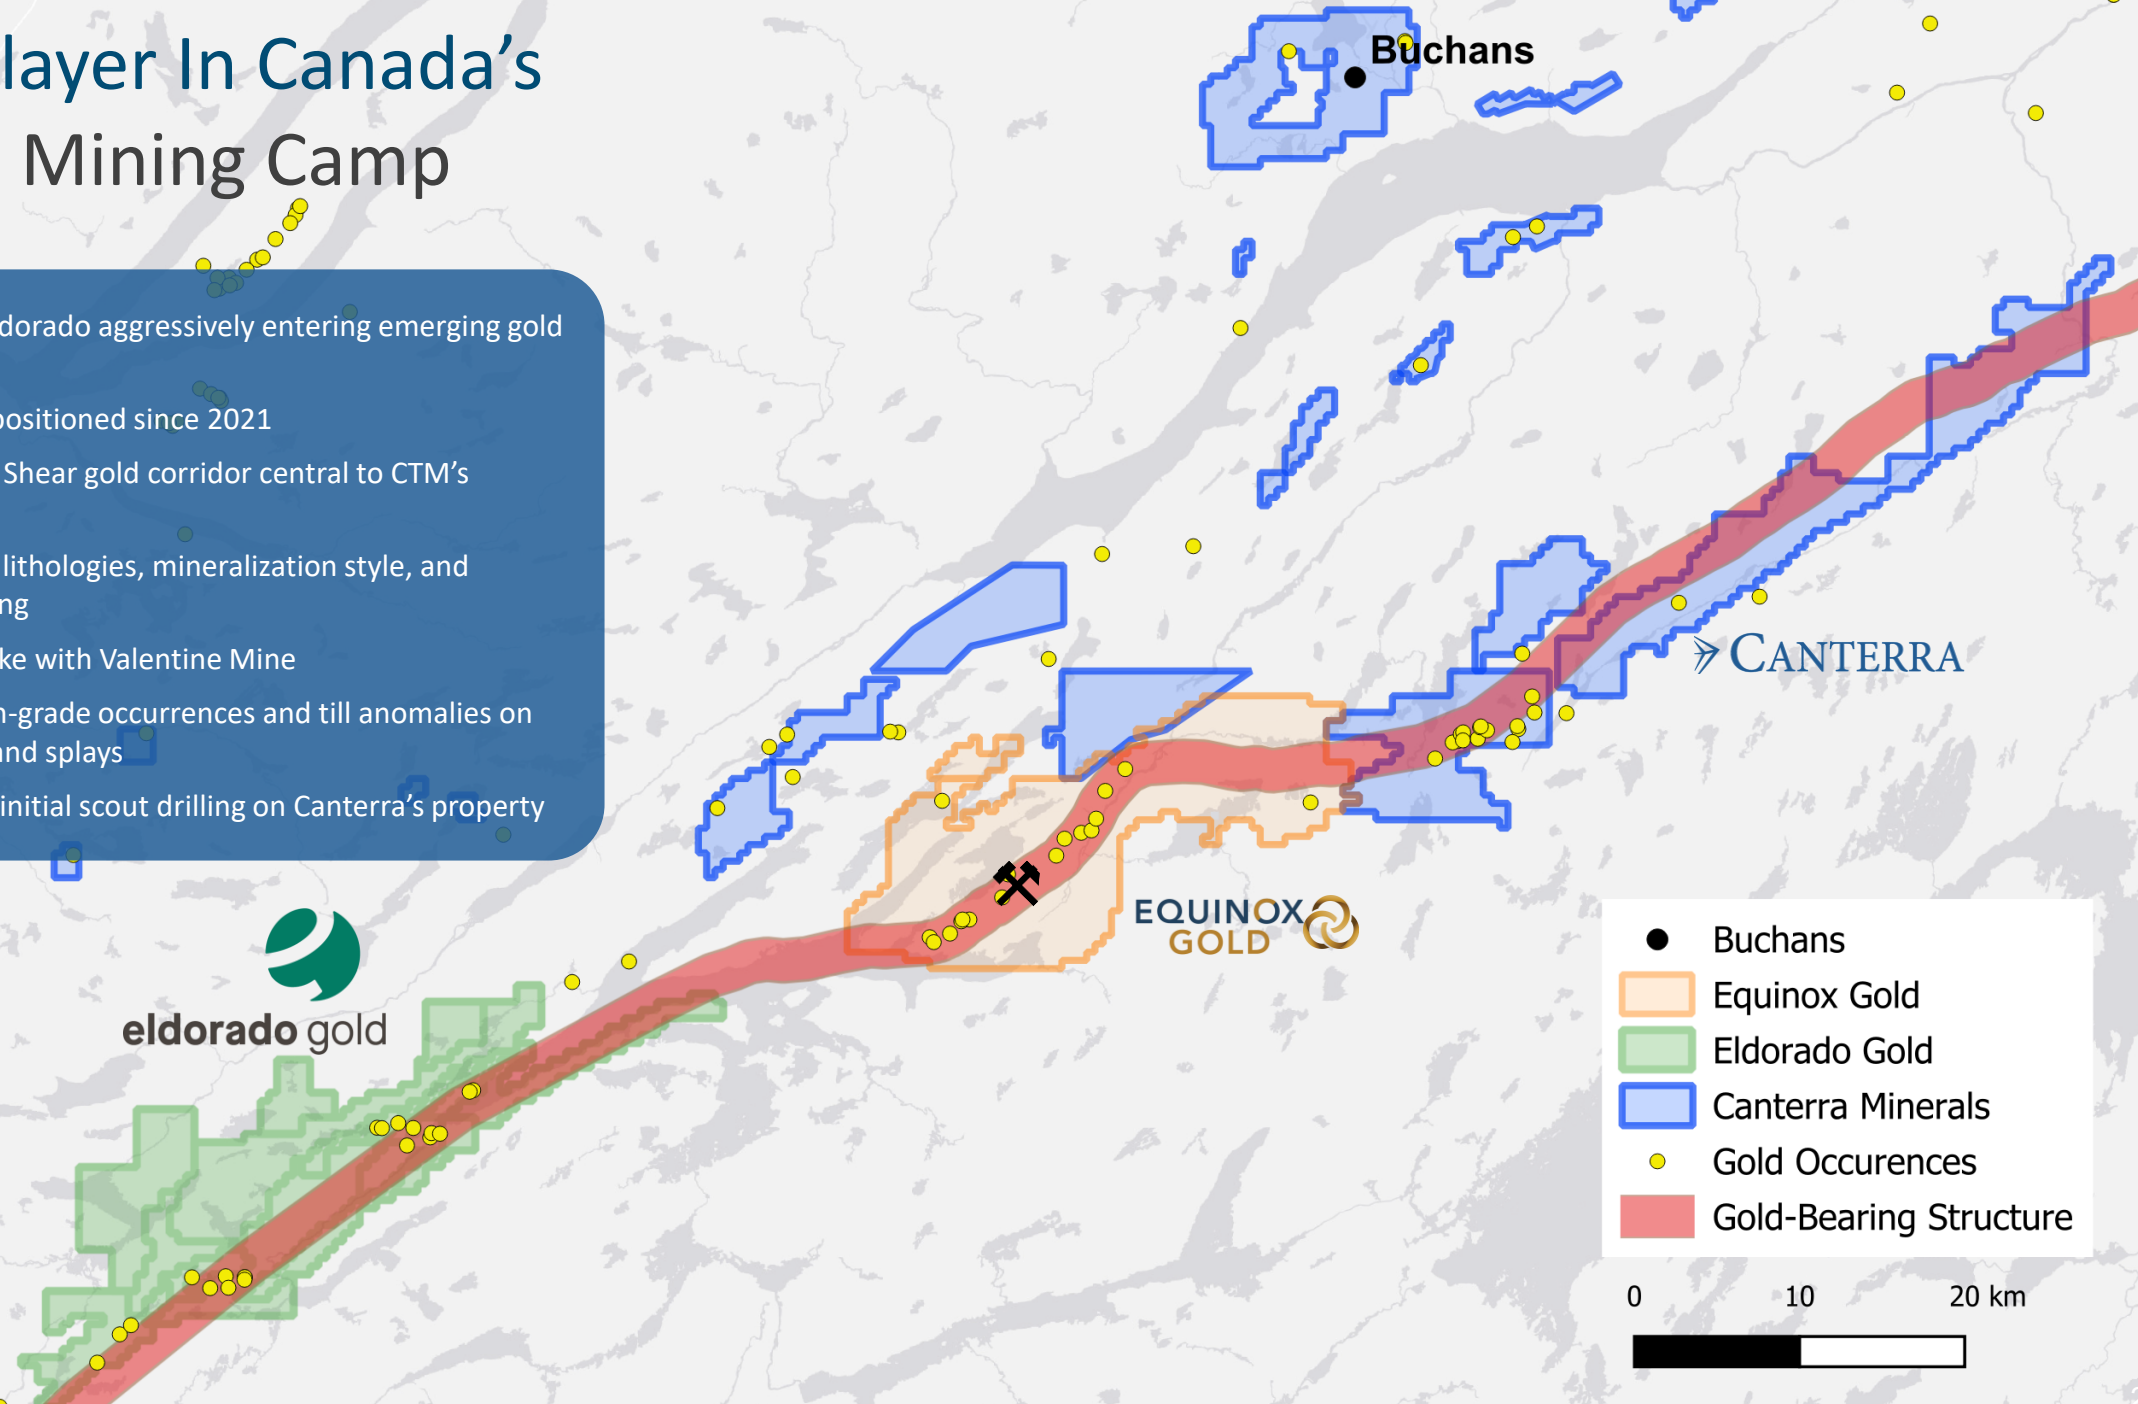 layer In Canada's
Mining Camp
dorado aggressively entering emerging gold
positioned since 2021
Shear gold corridor central to CTM's
lithologies, mineralization style, and
ng
ke with Valentine Mine
-grade occurrences and till anomalies on
and splays
initial scout drilling on Canterra's property
Buchans
CANTERRA
EQUINOX
GOLD
eldorado gold
Buchans
Equinox Gold
Eldorado Gold
Canterra Minerals
Gold Occurences
Gold-Bearing Structure
0 10 20 km